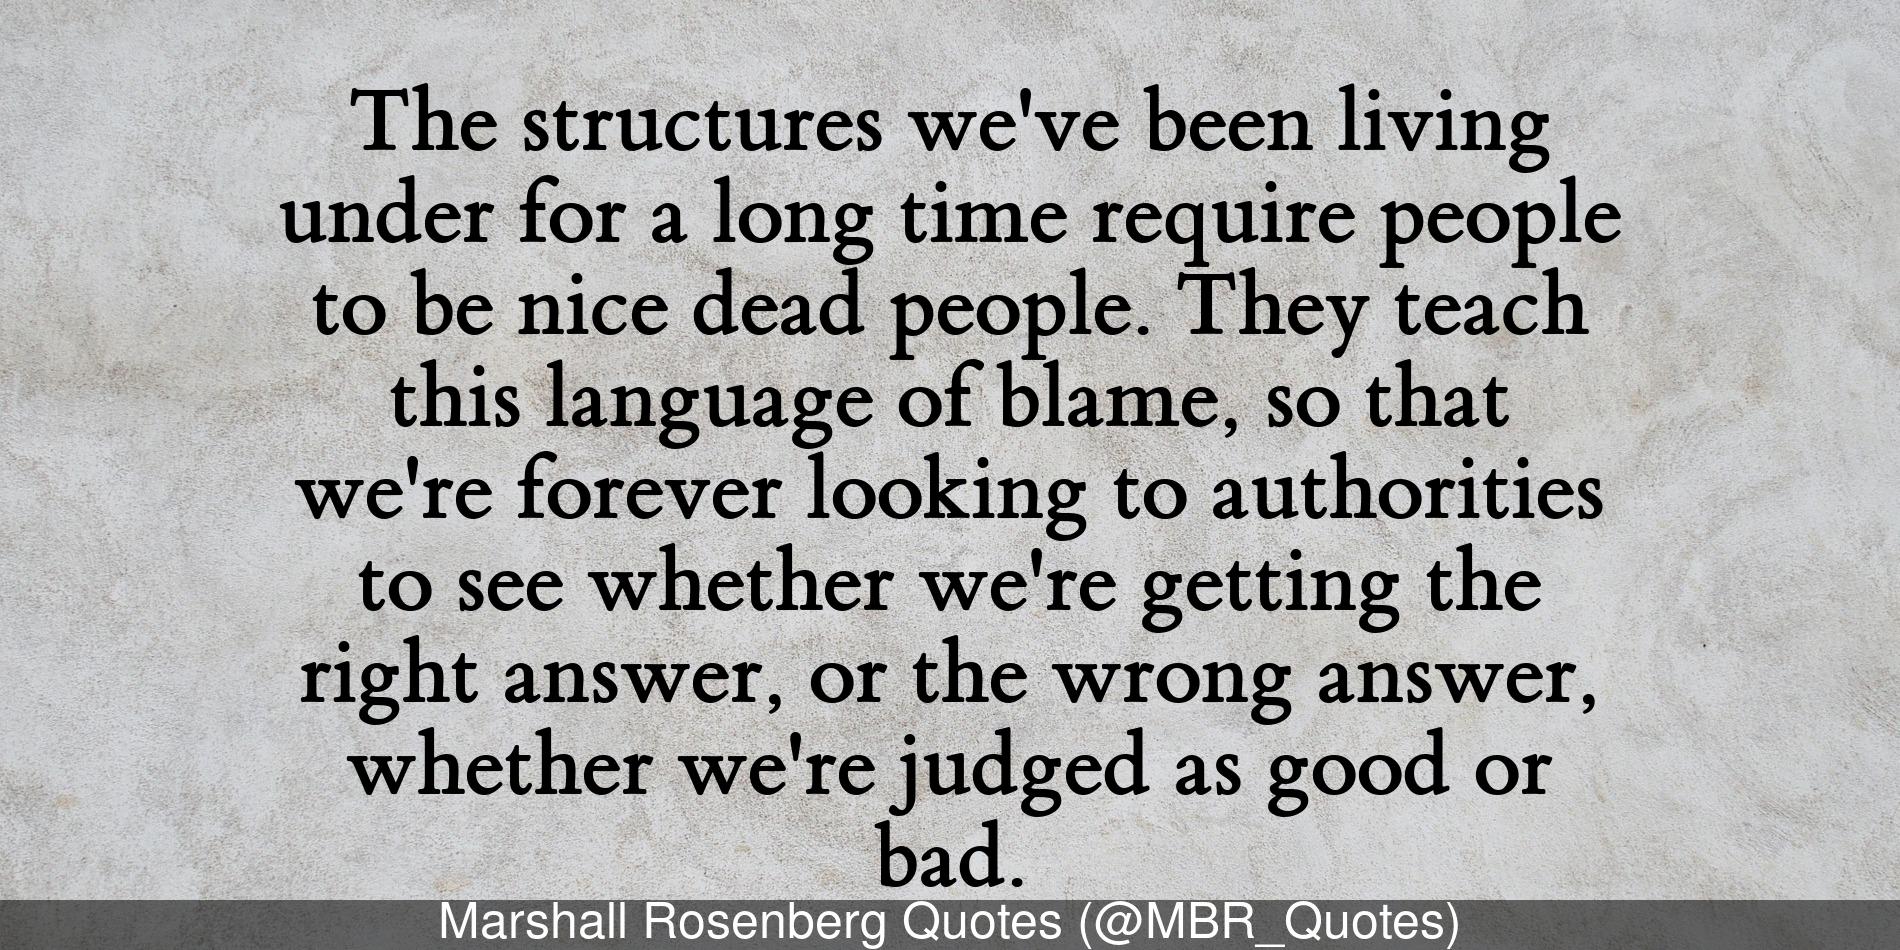 The structures we've been living
under for a long time require people
to be nice dead people. They teach
this language of blame, so that
we're forever looking to authorities
to see whether we're getting the
right answer, or the wrong answer,
whether we're judged as good or
bad.
Marshall Rosenberg Quotes (@MBR_Quotes)